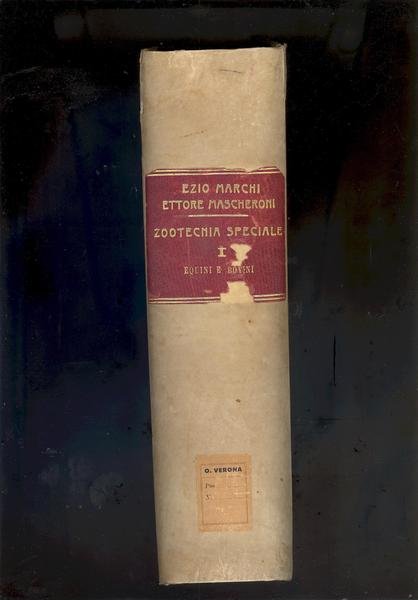 EZIO MARCHI
ETTORE MASCHERONI
ZOOTECNIA SPECIALE
I
EQUINI E BOVINI
O. VERONA